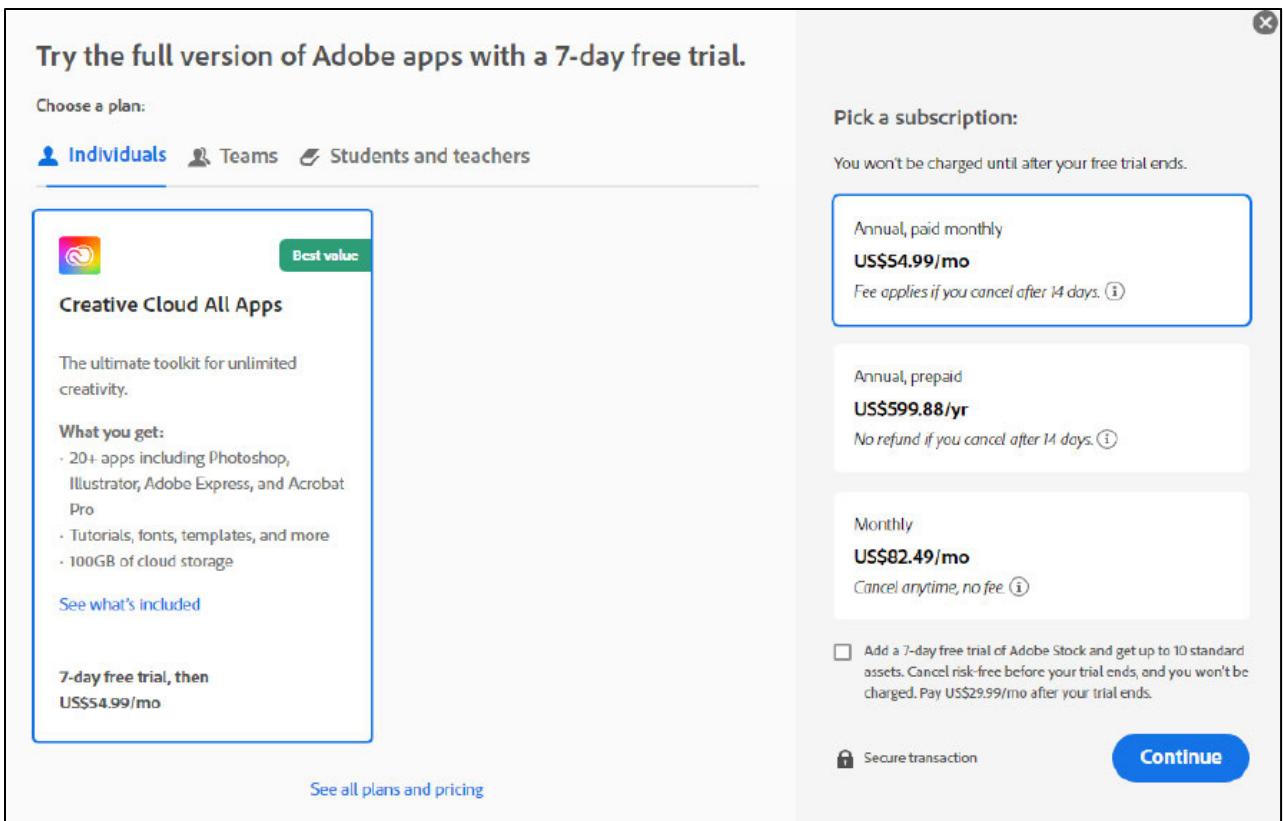 Try the full version of Adobe apps with a 7-day free trial.
Choose a plan:
Individuals
Teams
Students and teachers
Best value
Creative Cloud All Apps
The ultimate toolkit for unlimited
creativity.
What you get:
· 20+ apps including Photoshop,
Illustrator, Adobe Express, and Acrobat
Pro
· Tutorials, fonts, templates, and more
· 100GB of cloud storage
See what's included
7-day free trial, then
US$54.99/mo
See all plans and pricing
Pick a subscription:
You won't be charged until after your free trial ends.
Annual, paid monthly
US$54.99/mo
Fee applies if you cancel after 14 days.
Annual, prepaid
US$599.88/yr
No refund if you cancel after 14 days.
Monthly
US$82.49/mo
Cancel anytime, no fee.
Add a 7-day free trial of Adobe Stock and get up to 10 standard
assets. Cancel risk-free before your trial ends, and you won't be
charged. Pay US$29.99/mo after your trial ends.
Secure transaction
Continue